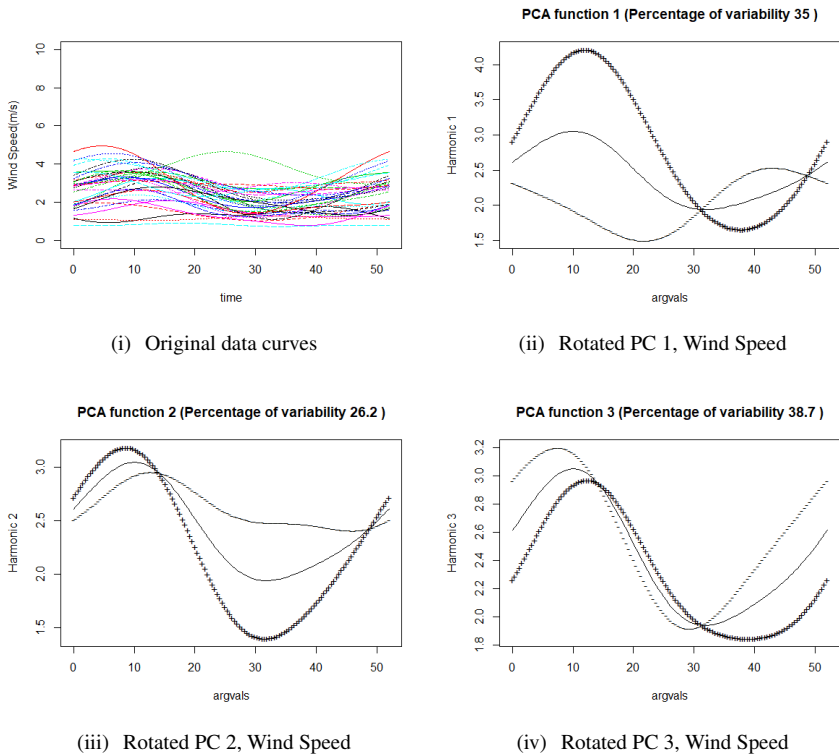 PCA function 1 (Percentage of variability 35 )
Wind Speed(m/s)
0 2 4 6 8 10
0 10 20 30 40 50
time
Harmonic 1
1.5 2.0 2.5 3.0 3.5 4.0
0 10 20 30 40 50
argvals
(i) Original data curves
(ii) Rotated PC 1, Wind Speed
PCA function 2 (Percentage of variability 26.2 )
PCA function 3 (Percentage of variability 38.7 )
Harmonic 2
1.5 2.0 2.5 3.0
0 10 20 30 40 50
argvals
Harmonic 3
1.8 2.0 2.2 2.4 2.6 2.8 3.0 3.2
0 10 20 30 40 50
argvals
(iii) Rotated PC 2, Wind Speed
(iv) Rotated PC 3, Wind Speed